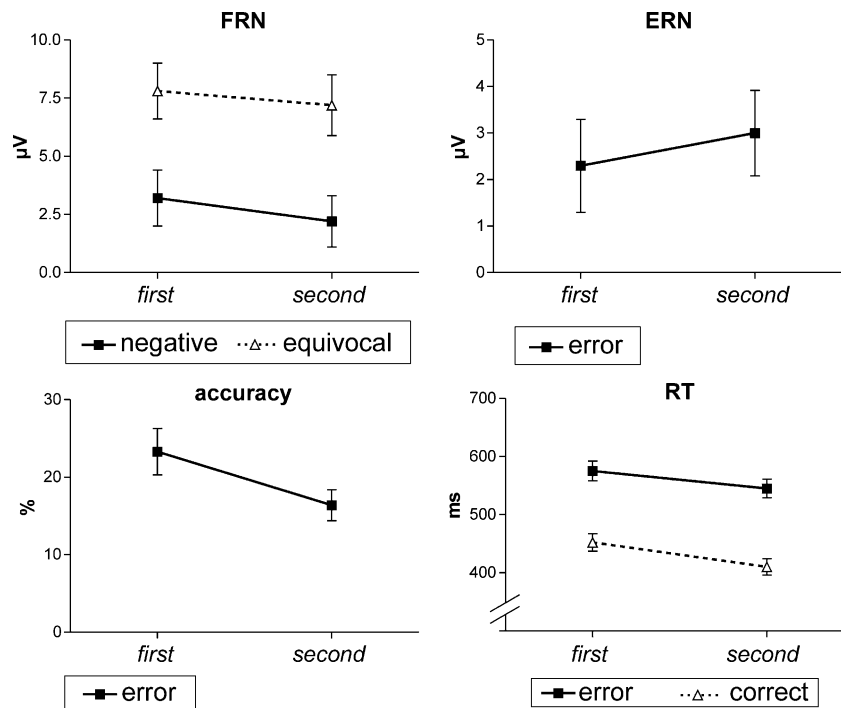 FRN
10.0
7.5
µV
5.0
2.5
0.0
first second
negative equivocal
ERN
5
4
µV
3
2
1
0
first second
error
accuracy
30
20
%
10
0
first second
error
RT
700
600
ms
500
400
first second
error correct